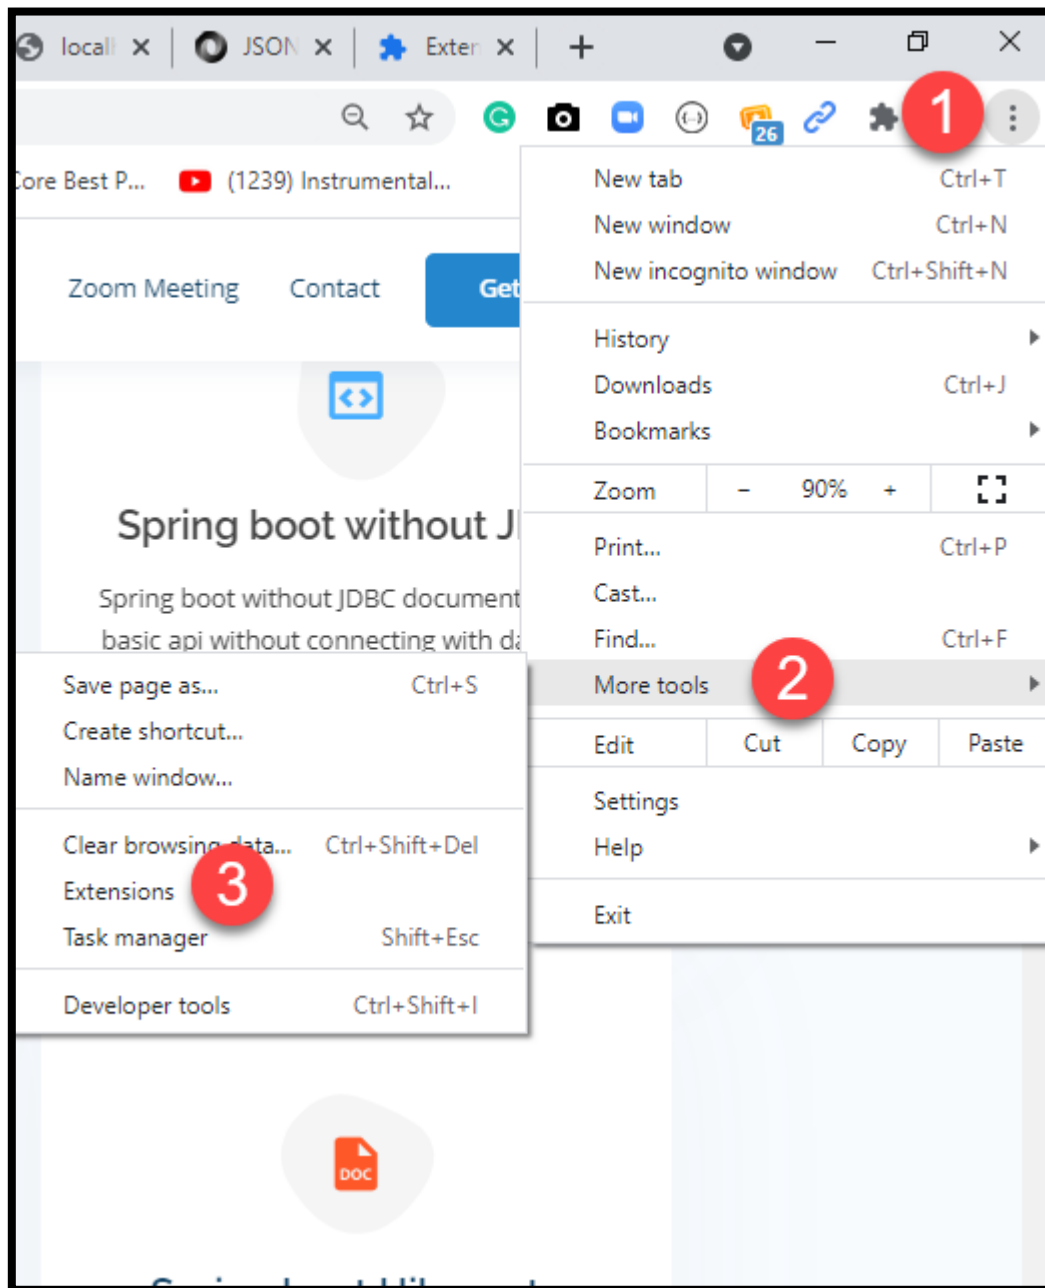 locall
JSON
Exten
26
1
Core Best P...
(1239) Instrumental...
Zoom Meeting
Contact
Get
New tab Ctrl+T
New window Ctrl+N
New incognito window Ctrl+Shift+N
History
Downloads Ctrl+J
Bookmarks
Zoom - 90% +
Print... Ctrl+P
Cast...
Find... Ctrl+F
More tools 2
Edit Cut Copy Paste
Settings
Help
Exit
Spring boot without J
Spring boot without JDBC document
basic api without connecting with da
Save page as... Ctrl+S
Create shortcut...
Name window...
Clear browsing data... Ctrl+Shift+Del
Extensions 3
Task manager Shift+Esc
Developer tools Ctrl+Shift+I
DOC